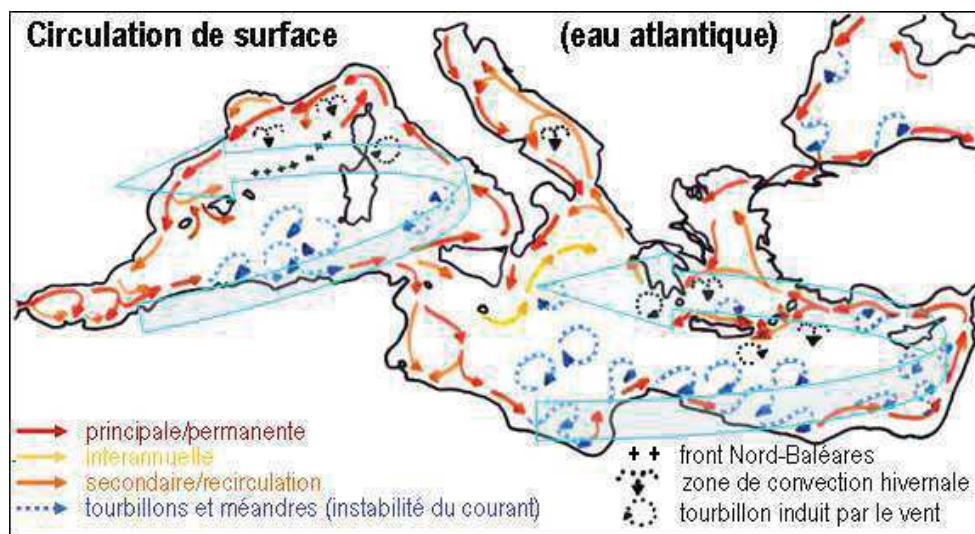 Circulation de surface (eau atlantique)
principale/permanente
interannuelle
secondaire/recirculation
tourbillons et méandres (instabilité du courant)
front Nord-Baléares
zone de convection hivernale
tourbillon induit par le vent